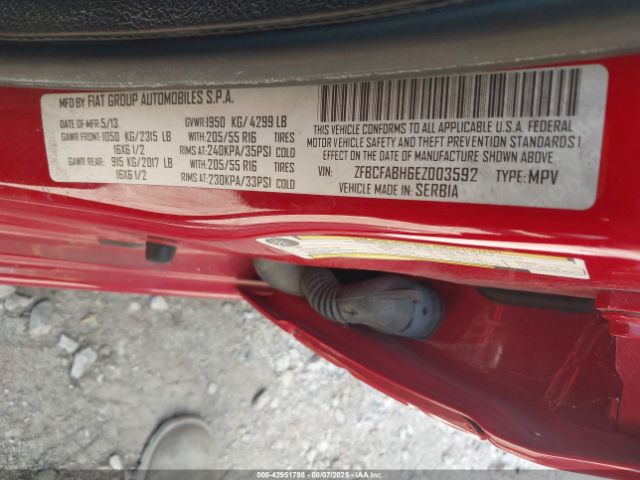 MFD BY FIAT GROUP AUTOMOBILES S.P.A.
DATE OF MFR: 5/13 GVWR: 1950 KG/ 4299 LB
GAWR FRONT: 1050 KG/ 2315 LB WITH: 205/55 R16 TIRES
16X6 1/2 RIMS AT: 240KPA/35PSI COLD
GAWR REAR: 915 KG/ 2017 LB WITH: 205/55 R16 TIRES
16X6 1/2 RIMS AT: 230KPA/33PSI COLD
THIS VEHICLE CONFORMS TO ALL APPLICABLE U.S.A. FEDERAL
MOTOR VEHICLE SAFETY AND THEFT PREVENTION STANDARDS I
IN EFFECT ON THE DATE OF MANUFACTURE SHOWN ABOVE.
VIN: ZFBCFABH6EZ003592 TYPE: MPV
VEHICLE MADE IN: SERBIA
000-42951798 - 08/07/2025 - IAAI.COM